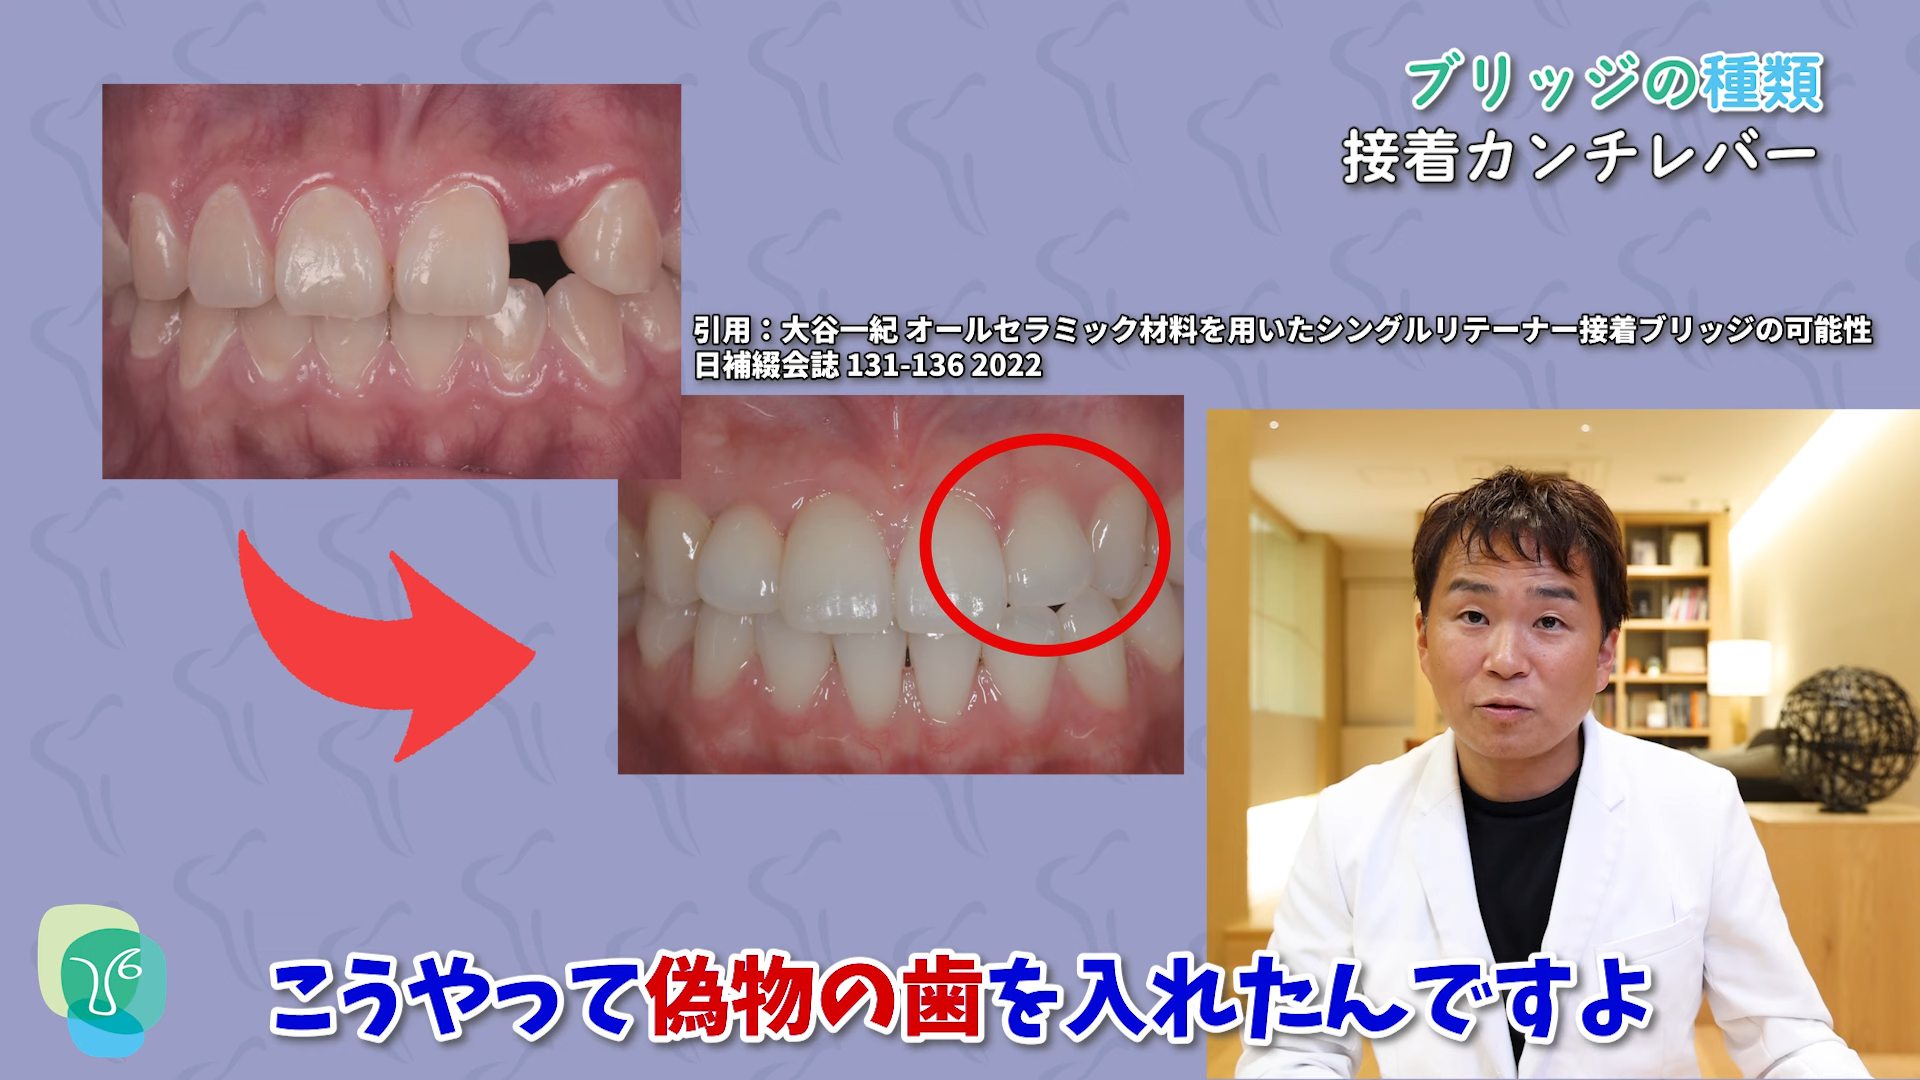 ブリッジの種類
接着カンチレバー
引用：大谷一紀 オールセラミック材料を用いたシングルリテーナー接着ブリッジの可能性
日補綴会誌 131-136 2022
こうやって偽物の歯を入れたんですよ